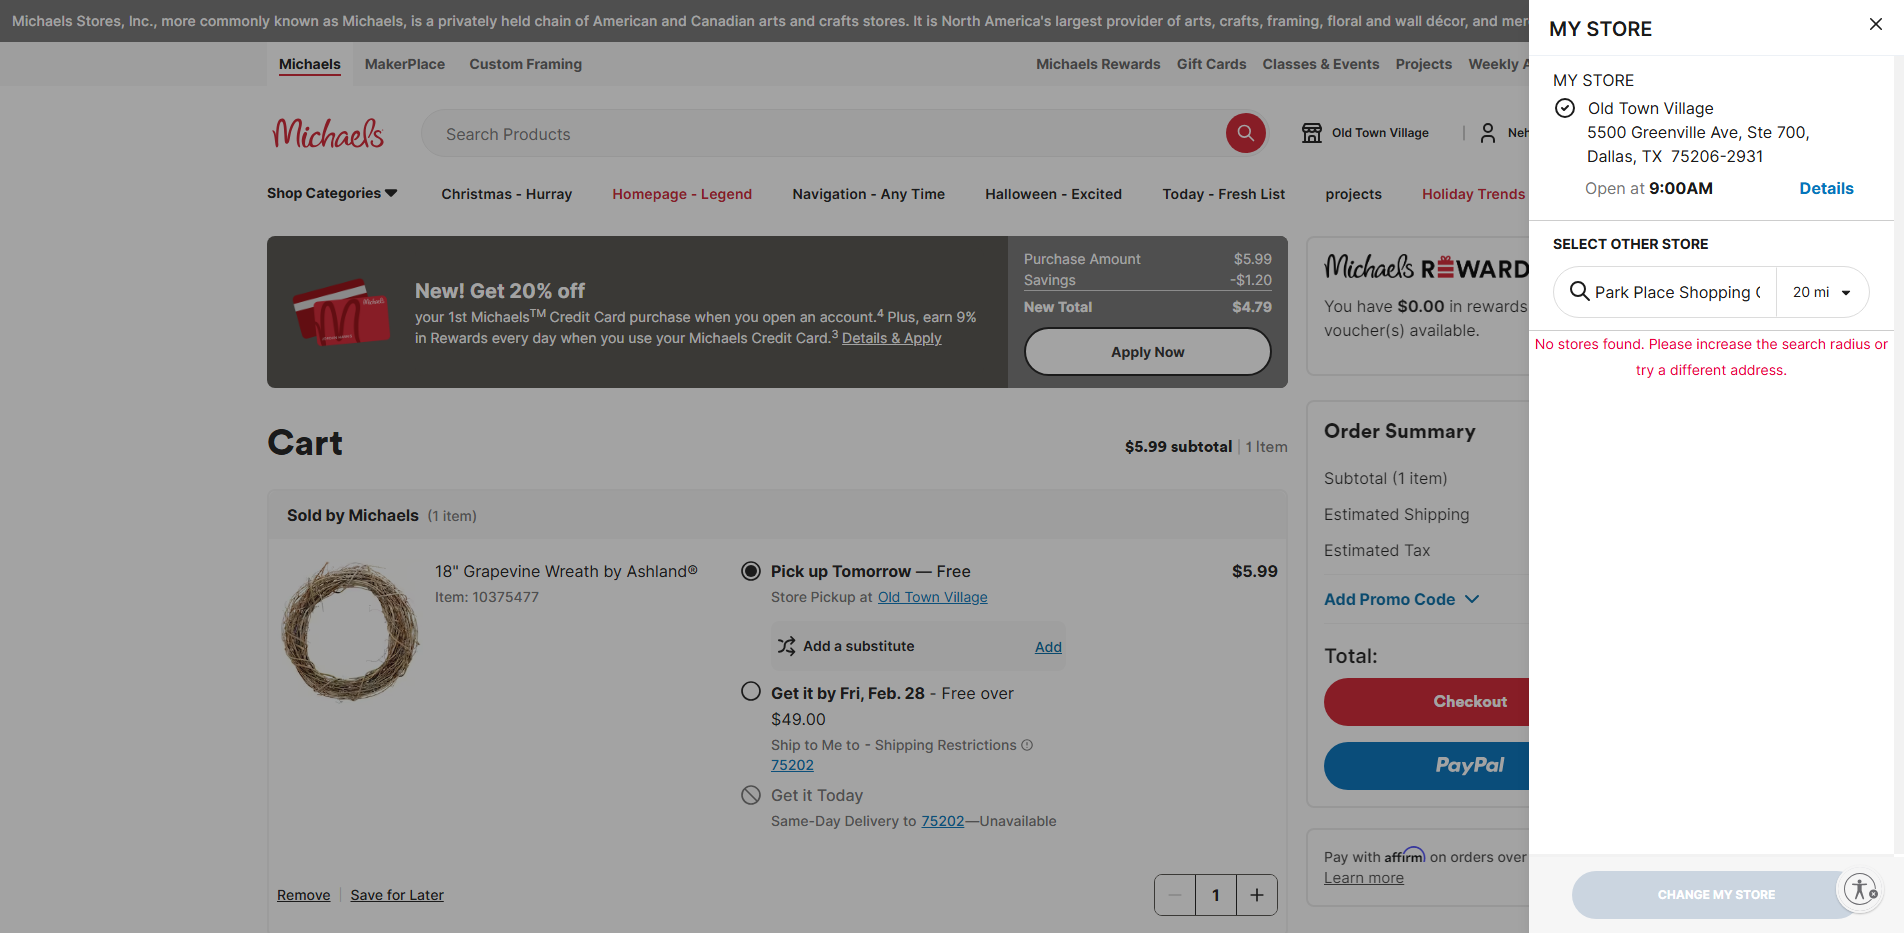 Michaels Stores, Inc., more commonly known as Michaels, is a privately held chain of American and Canadian arts and crafts stores. It is North America's largest provider of arts, crafts, framing, floral and wall décor, and mer
Michaels MakerPlace Custom Framing
Michaels Rewards Gift Cards Classes & Events Projects Weekly A
Michaels
Search Products
Old Town Village
Neh
Shop Categories Christmas - Hurray Homepage - Legend Navigation - Any Time Halloween - Excited Today - Fresh List projects Holiday Trends
New! Get 20% off
your 1st Michaels™ Credit Card purchase when you open an account.⁴ Plus, earn 9%
in Rewards every day when you use your Michaels Credit Card.³ Details & Apply
Purchase Amount $5.99
Savings -$1.20
New Total $4.79
Apply Now
Michaels REWARD
You have $0.00 in rewards
voucher(s) available.
Cart
$5.99 subtotal | 1 Item
Sold by Michaels (1 item)
18" Grapevine Wreath by Ashland®
Item: 10375477
Pick up Tomorrow — Free
$5.99
Store Pickup at Old Town Village
Add a substitute Add
Get it by Fri, Feb. 28 - Free over
$49.00
Ship to Me to - Shipping Restrictions
75202
Get it Today
Same-Day Delivery to 75202—Unavailable
Remove | Save for Later
1
Order Summary
Subtotal (1 item)
Estimated Shipping
Estimated Tax
Add Promo Code
Total:
Checkout
PayPal
Pay with affirm on orders over
Learn more
MY STORE
MY STORE
Old Town Village
5500 Greenville Ave, Ste 700,
Dallas, TX 75206-2931
Open at 9:00AM Details
SELECT OTHER STORE
Park Place Shopping C
20 mi
No stores found. Please increase the search radius or
try a different address.
CHANGE MY STORE